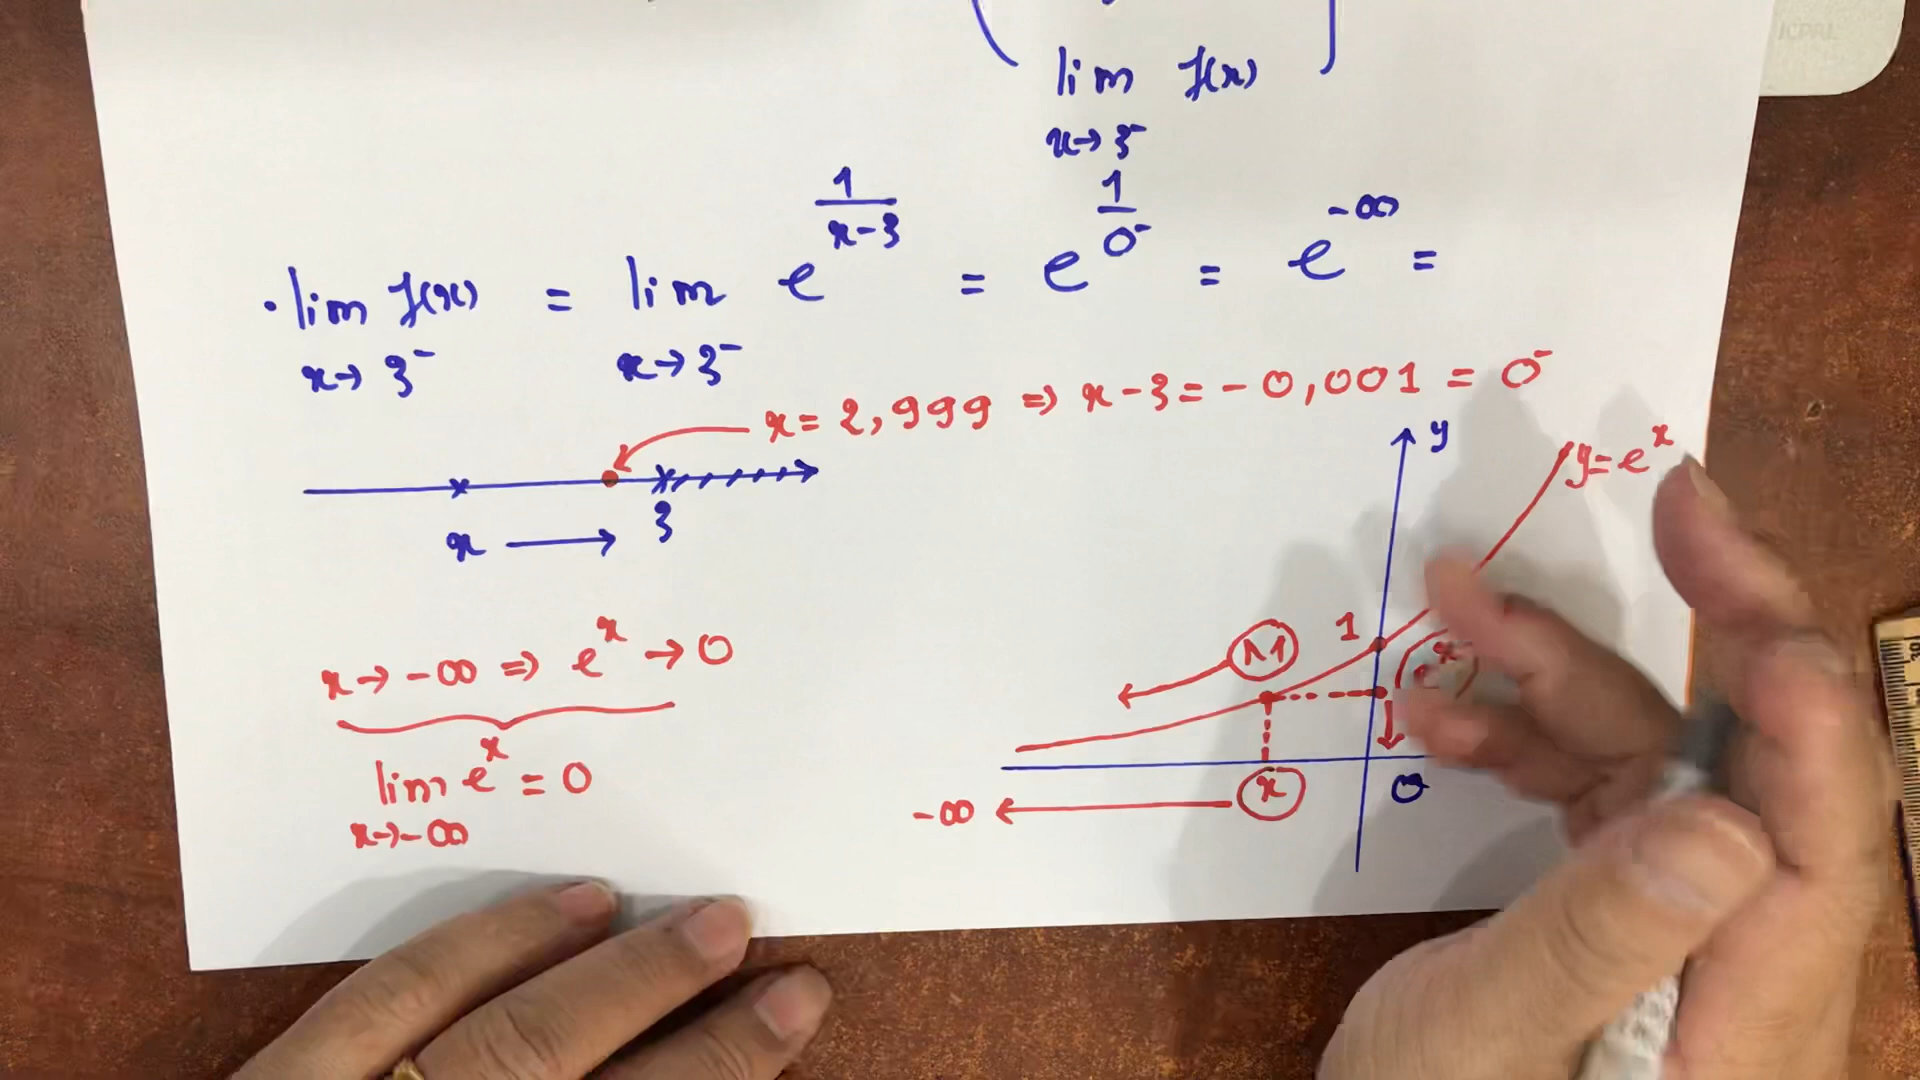 lim f(x)
x→3⁻
• lim f(x) = lim e^(1/(x-3)) = e^(1/0⁻) = e^(-∞) =
x→3⁻ x→3⁻
x = 2,999 ⇒ x-3 = -0,001 = 0⁻
3
x →
y
y = e^x
x → -∞ ⇒ e^x → 0
lim e^x = 0
x→-∞
M
1
e^x
x
-∞
0